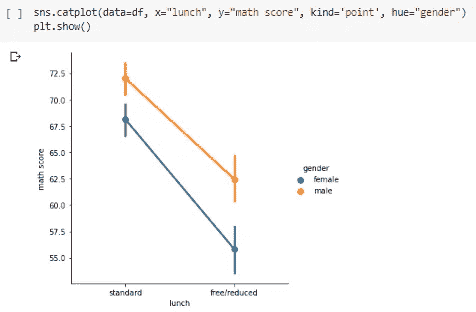 [ ] sns.catplot(data=df, x="lunch", y="math score", kind='point', hue="gender")
plt.show()
72.5
70.0
67.5
65.0
62.5
60.0
57.5
55.0
math score
standard
free/reduced
lunch
gender
female
male